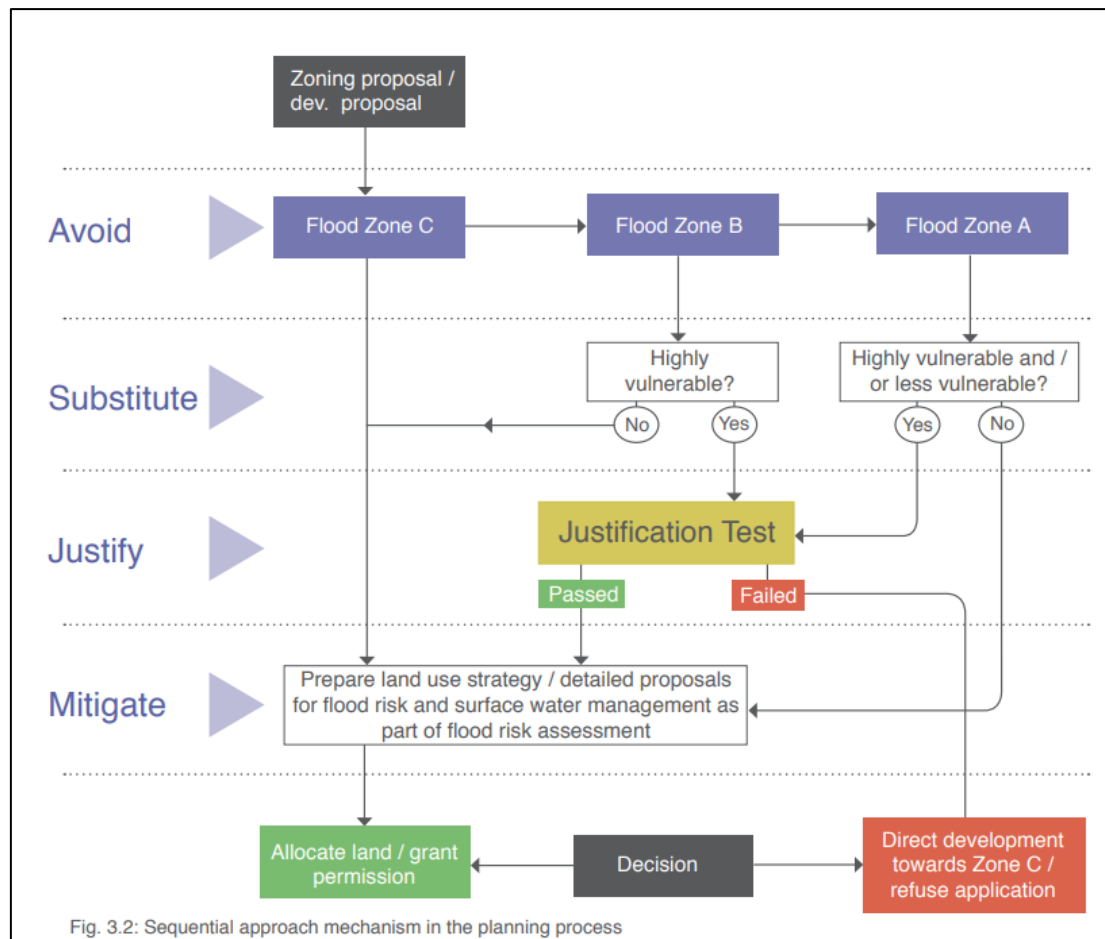 Zoning proposal /
dev. proposal
Avoid
Flood Zone C
Flood Zone B
Flood Zone A
Substitute
Highly
vulnerable?
Highly vulnerable and /
or less vulnerable?
No
Yes
Yes
No
Justify
Justification Test
Passed
Failed
Mitigate
Prepare land use strategy / detailed proposals
for flood risk and surface water management as
part of flood risk assessment
Allocate land / grant
permission
Decision
Direct development
towards Zone C /
refuse application
Fig. 3.2: Sequential approach mechanism in the planning process